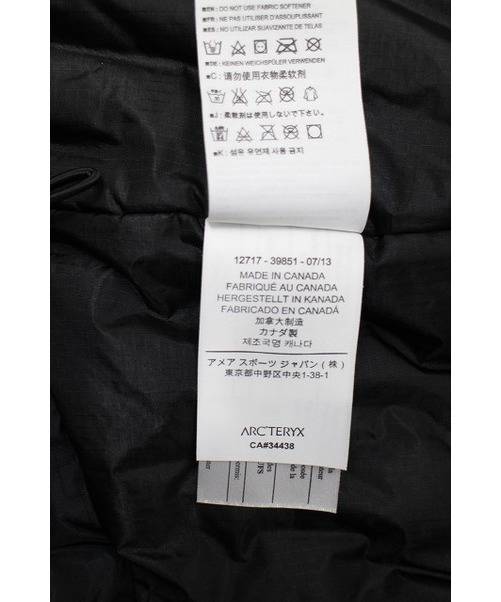 ■EN: DO NOT USE FABRIC SOFTENER
■FR: NE PAS UTILISER D'ASSOUPLISSANT
■ES: NO UTILIZAR SUAVIZANTE DE TELAS
■DE: KEINEN WEICHSPÜLER VERWENDEN
■C: 请勿使用衣物柔软剂
■J: 柔軟剤は使用しないで下さい。
■K: 섬유 유연제 사용 금지
12717 - 39851 - 07/13
MADE IN CANADA
FABRIQUÉ AU CANADA
HERGESTELLT IN KANADA
FABRICADO EN CANADÁ
加拿大制造
カナダ製
제조국명 캐나다
アメア スポーツ ジャパン ( 株 )
東京都中野区中央1-38-1
ARC'TERYX
CA#34438